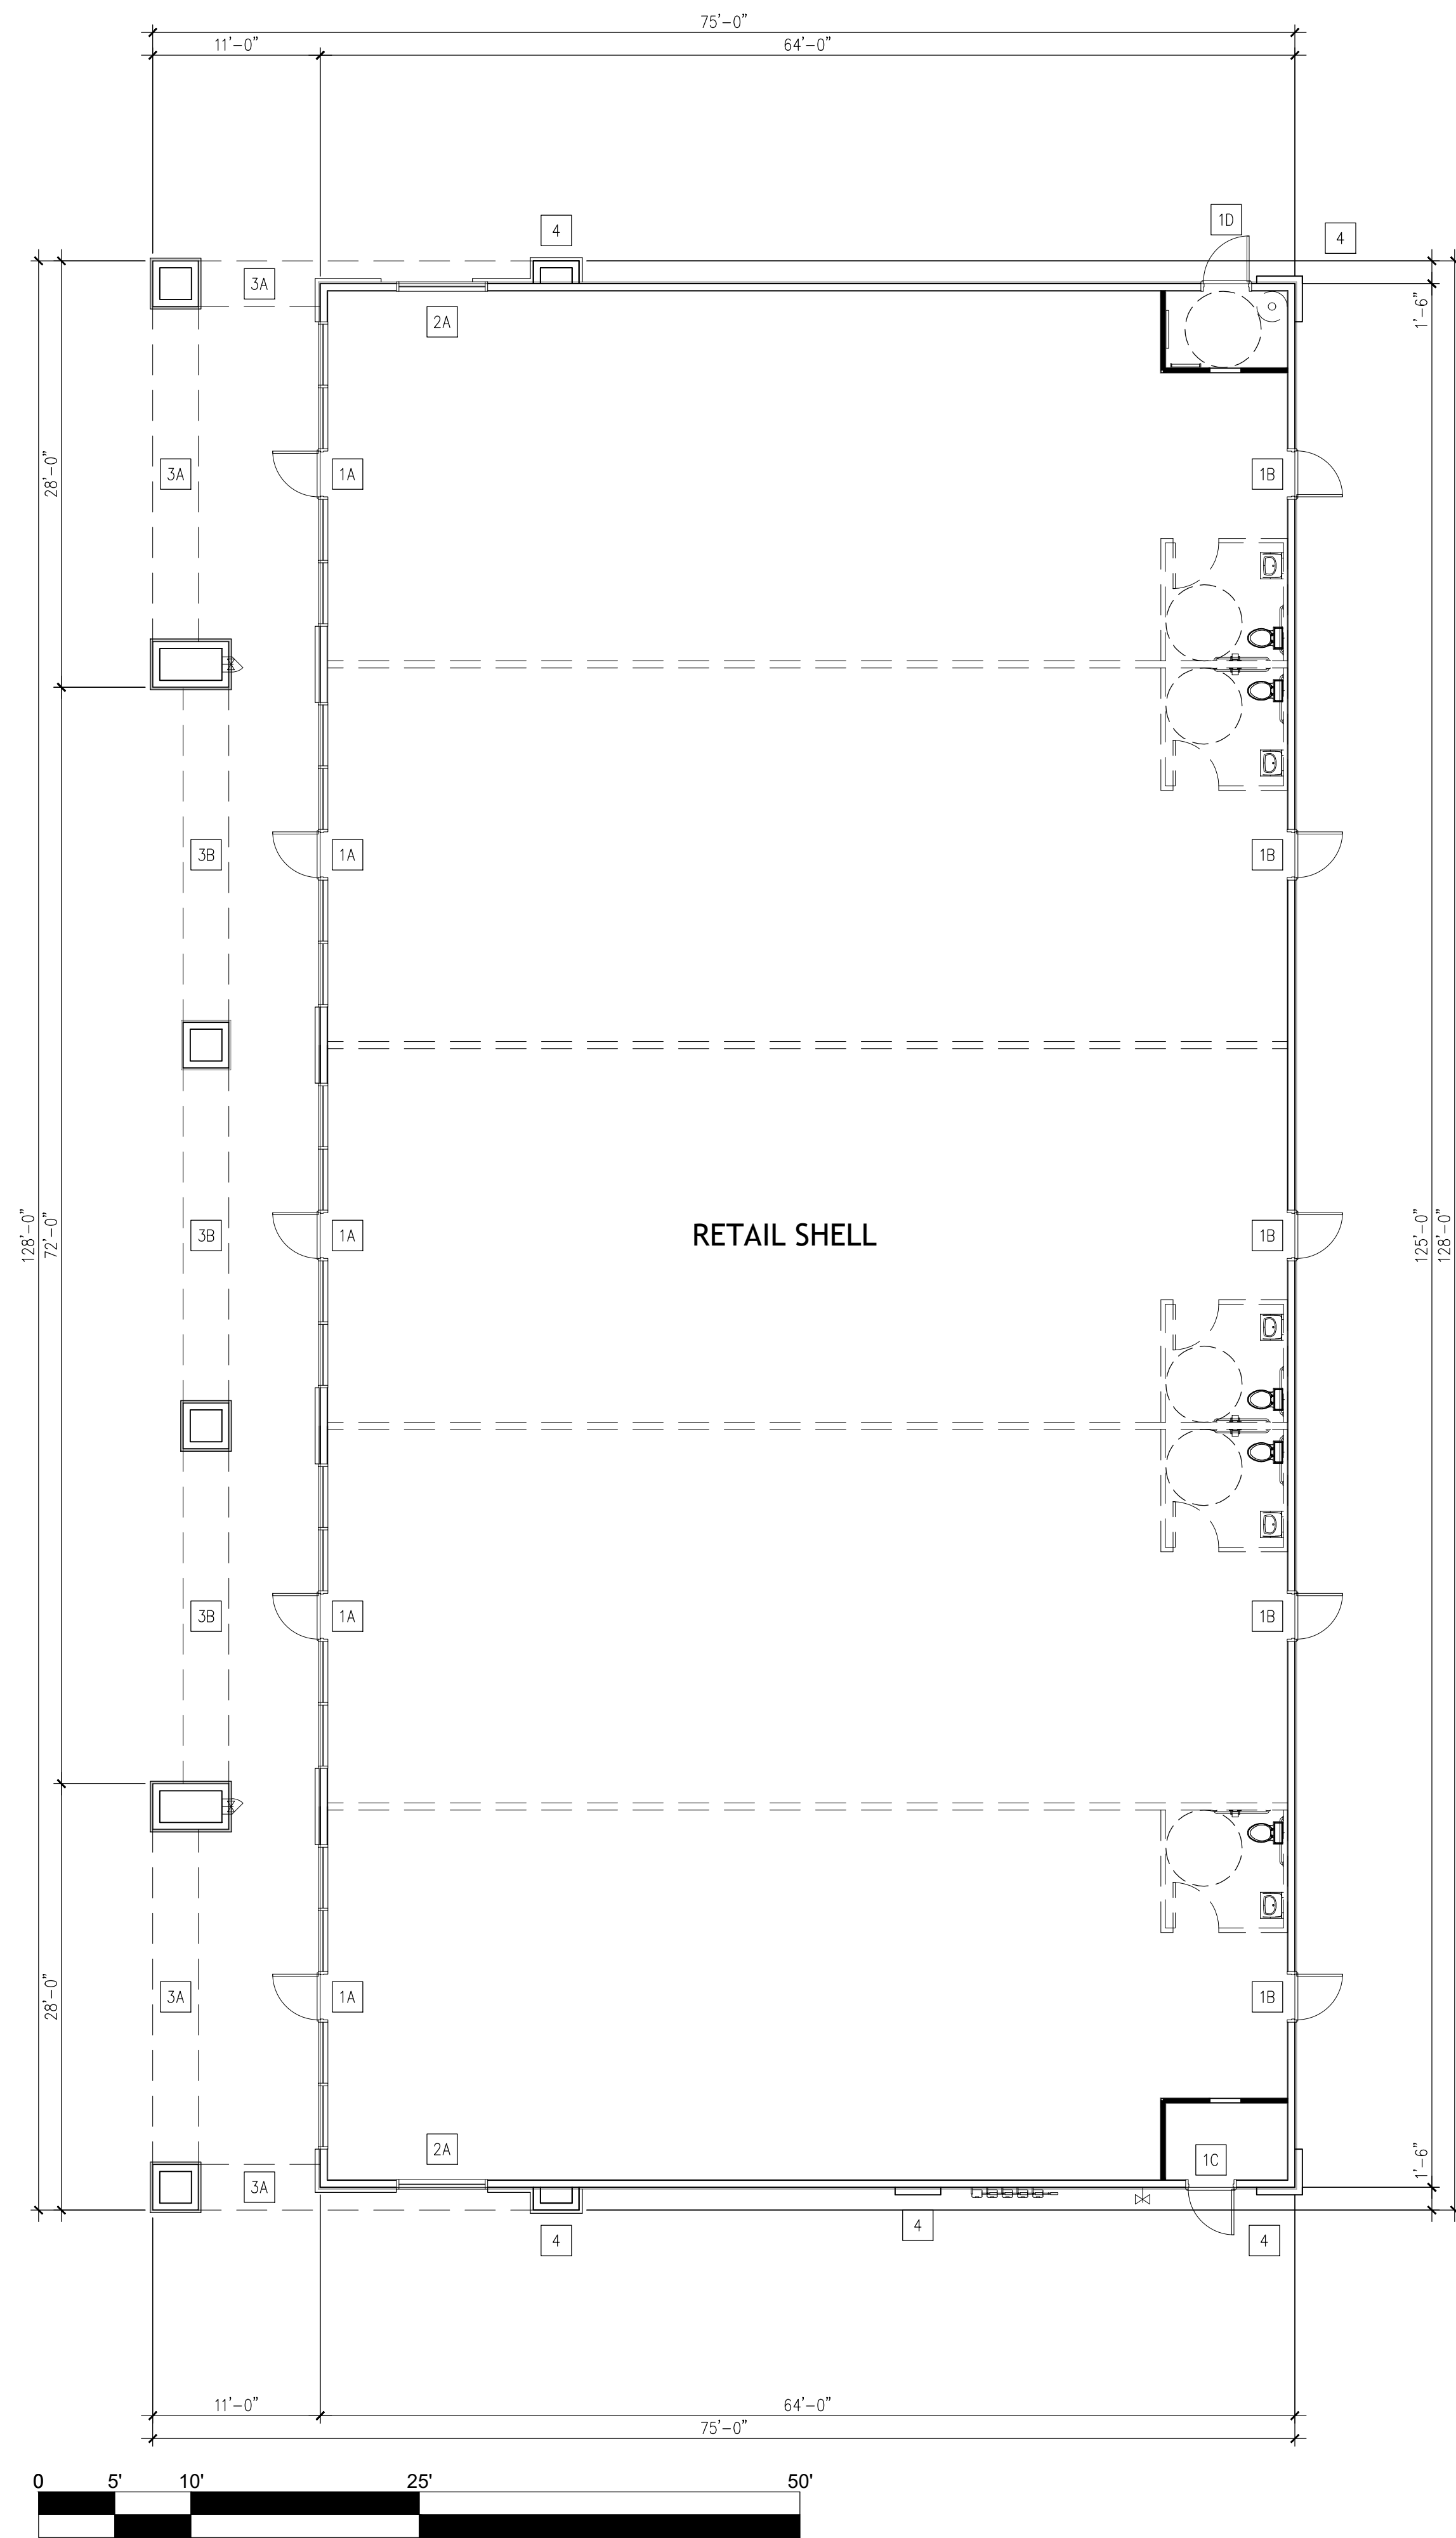 75'-0"
11'-0"
64'-0"
1D
4
4
3A
1'-6"
2A
28'-0"
3A
1A
1B
3B
1A
1B
128'-0"
72'-0"
3B
1A
RETAIL SHELL
1B
125'-0"
128'-0"
3B
1A
1B
28'-0"
3A
1A
1B
2A
1C
1'-6"
3A
4
4
4
11'-0"
64'-0"
75'-0"
0 5' 10' 25' 50'